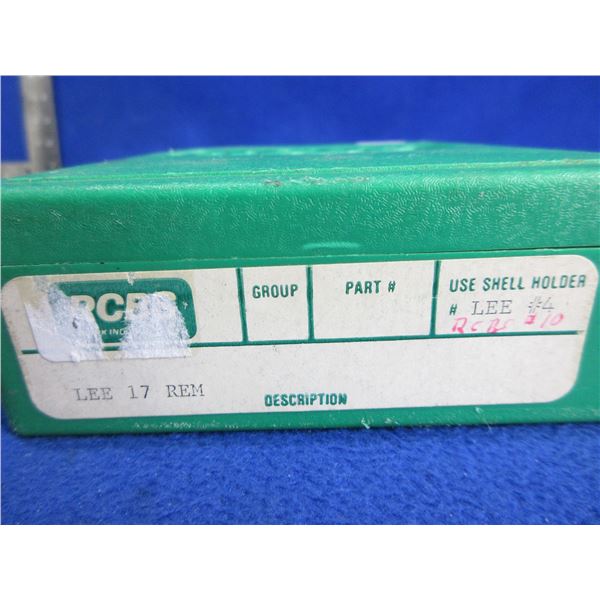 RCBS
GROUP
PART #
USE SHELL HOLDER
# LEE #4
RCBS #10
LEE 17 REM
DESCRIPTION